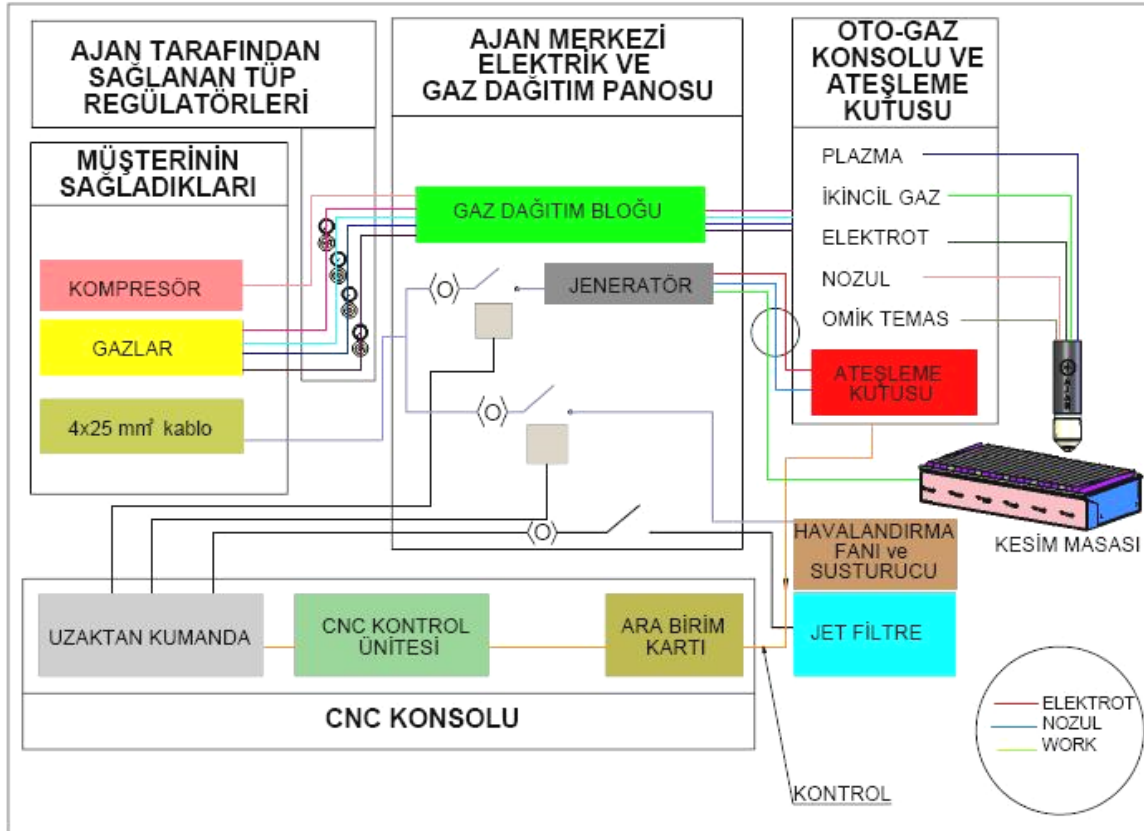 AJAN TARAFINDAN
SAĞLANAN TÜP
REGÜLATÖRLERİ
AJAN MERKEZİ
ELEKTRİK VE
GAZ DAĞITIM PANOSU
OTO-GAZ
KONSOLU VE
ATEŞLEME
KUTUSU
MÜŞTERİNİN
SAĞLADIKLARI
KOMPRESÖR
GAZLAR
4x25 mm² kablo
GAZ DAĞITIM BLOĞU
JENERATÖR
PLAZMA
İKİNCİL GAZ
ELEKTROT
NOZUL
OMİK TEMAS
ATEŞLEME
KUTUSU
KESİM MASASI
HAVALANDIRMA
FANI ve
SUSTURUCU
JET FİLTRE
UZAKTAN KUMANDA
CNC KONTROL
ÜNİTESİ
ARA BİRİM
KARTI
CNC KONSOLU
KONTROL
ELEKTROT
NOZUL
WORK